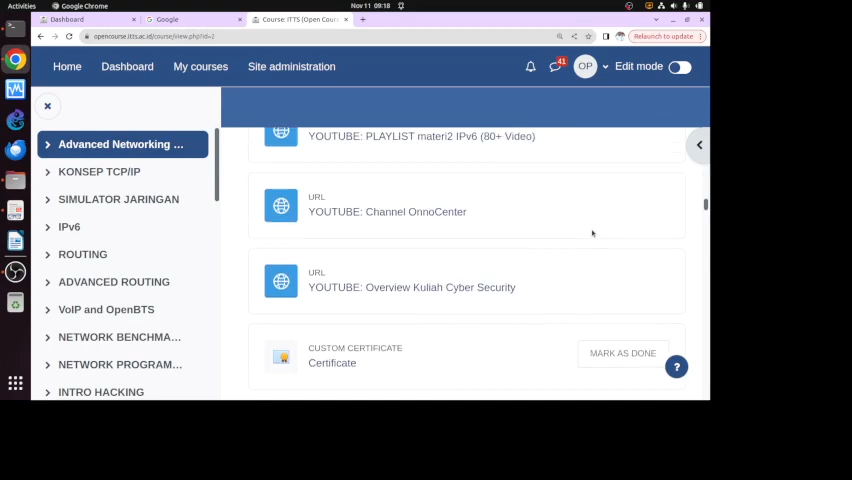 Activities
Google Chrome
Nov 11 09:18
Dashboard
Google
Course: ITTS (Open Cour
opencourse.itts.ac.id/course/view.php?id=2
Relaunch to update
Home
Dashboard
My courses
Site administration
41
OP
Edit mode
Advanced Networking ...
KONSEP TCP/IP
SIMULATOR JARINGAN
IPv6
ROUTING
ADVANCED ROUTING
VoIP and OpenBTS
NETWORK BENCHMA...
NETWORK PROGRAM...
INTRO HACKING
YOUTUBE: PLAYLIST materi2 IPv6 (80+ Video)
URL
YOUTUBE: Channel OnnoCenter
URL
YOUTUBE: Overview Kuliah Cyber Security
CUSTOM CERTIFICATE
Certificate
MARK AS DONE
?